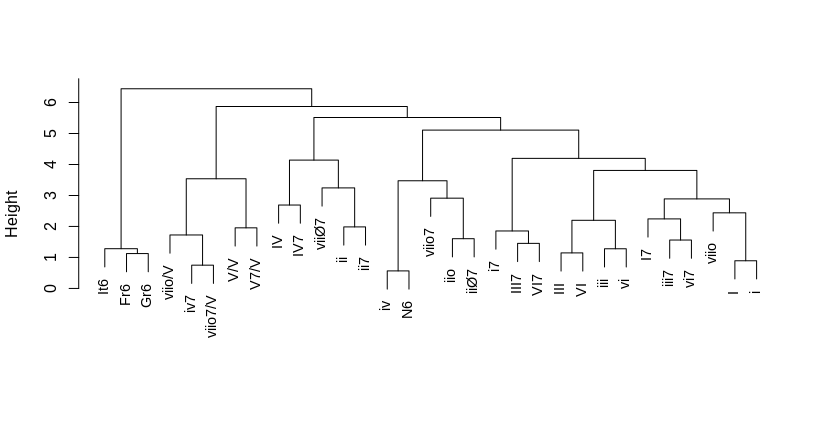 Height
6
5
4
3
2
1
0
It6
Fr6
Gr6
viio/V
iv7
viio7/V
V/V
V7/V
IV
IV7
viiØ7
ii
ii7
iv
N6
viio7
iio
iiØ7
i7
III7
VI7
III
VI
iii
vi
I7
iii7
vi7
viio
I
i